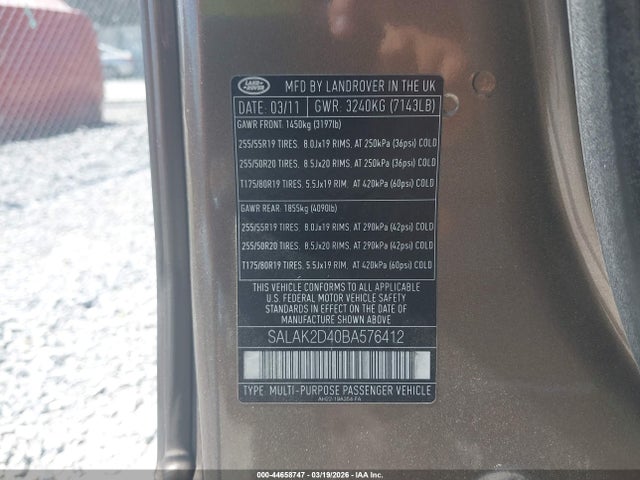 LAND ROVER
MFD BY LANDROVER IN THE UK
DATE: 03/11 GWR: 3240KG (7143LB)
GAWR FRONT: 1450kg (3197lb)
255/55R19 TIRES, 8.0Jx19 RIMS, AT 250kPa (36psi) COLD
255/50R20 TIRES, 8.5Jx20 RIMS, AT 250kPa (36psi) COLD
T175/80R19 TIRES, 5.5Jx19 RIM, AT 420kPa (60psi) COLD
GAWR REAR: 1855kg (4090lb)
255/55R19 TIRES, 8.0Jx19 RIMS, AT 290kPa (42psi) COLD
255/50R20 TIRES, 8.5Jx20 RIMS, AT 290kPa (42psi) COLD
T175/80R19 TIRES, 5.5Jx19 RIM, AT 420kPa (60psi) COLD
THIS VEHICLE CONFORMS TO ALL APPLICABLE
U.S. FEDERAL MOTOR VEHICLE SAFETY
STANDARDS IN EFFECT ON THE DATE OF
MANUFACTURE SHOWN ABOVE
SALAK2D40BA576412
TYPE: MULTI-PURPOSE PASSENGER VEHICLE
AH22-19A354-FA
000-44658747 - 03/19/2026 - IAA Inc.